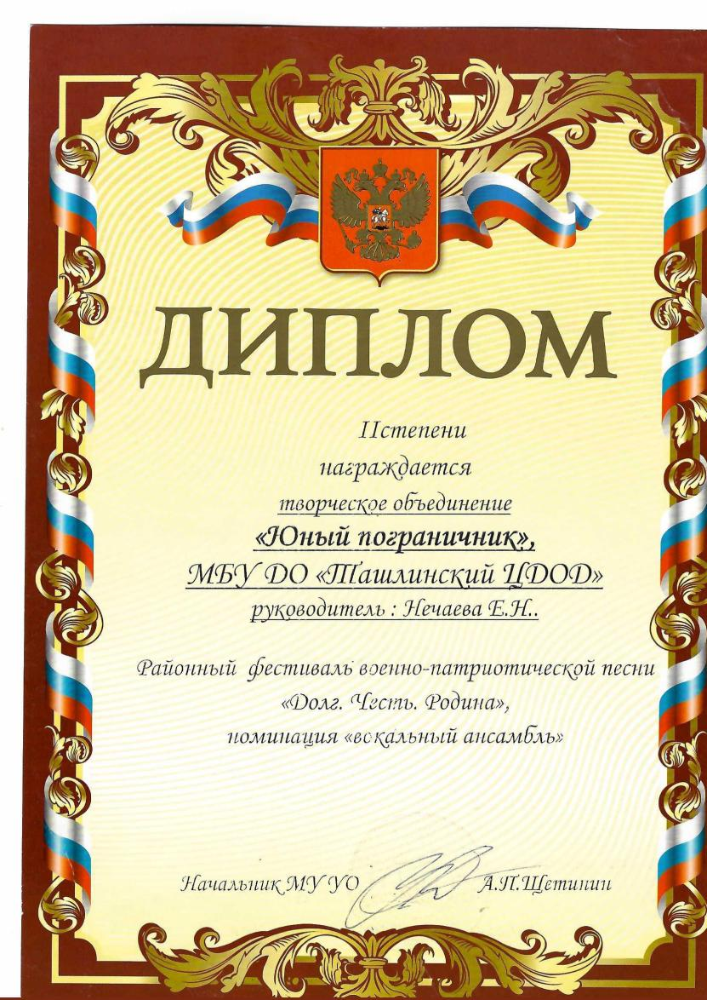 ДИПЛОМ
IIстепени
награждается
творческое объединение
«Юный пограничник»,
МБУ ДО «Ташлинский ЦДОД»
руководитель : Нечаева Е.Н..
Районный фестиваль военно-патриотической песни
«Долг. Честь. Родина»,
номинация «вокальный ансамбль»
Начальник МУ УО А.П.Щетинин